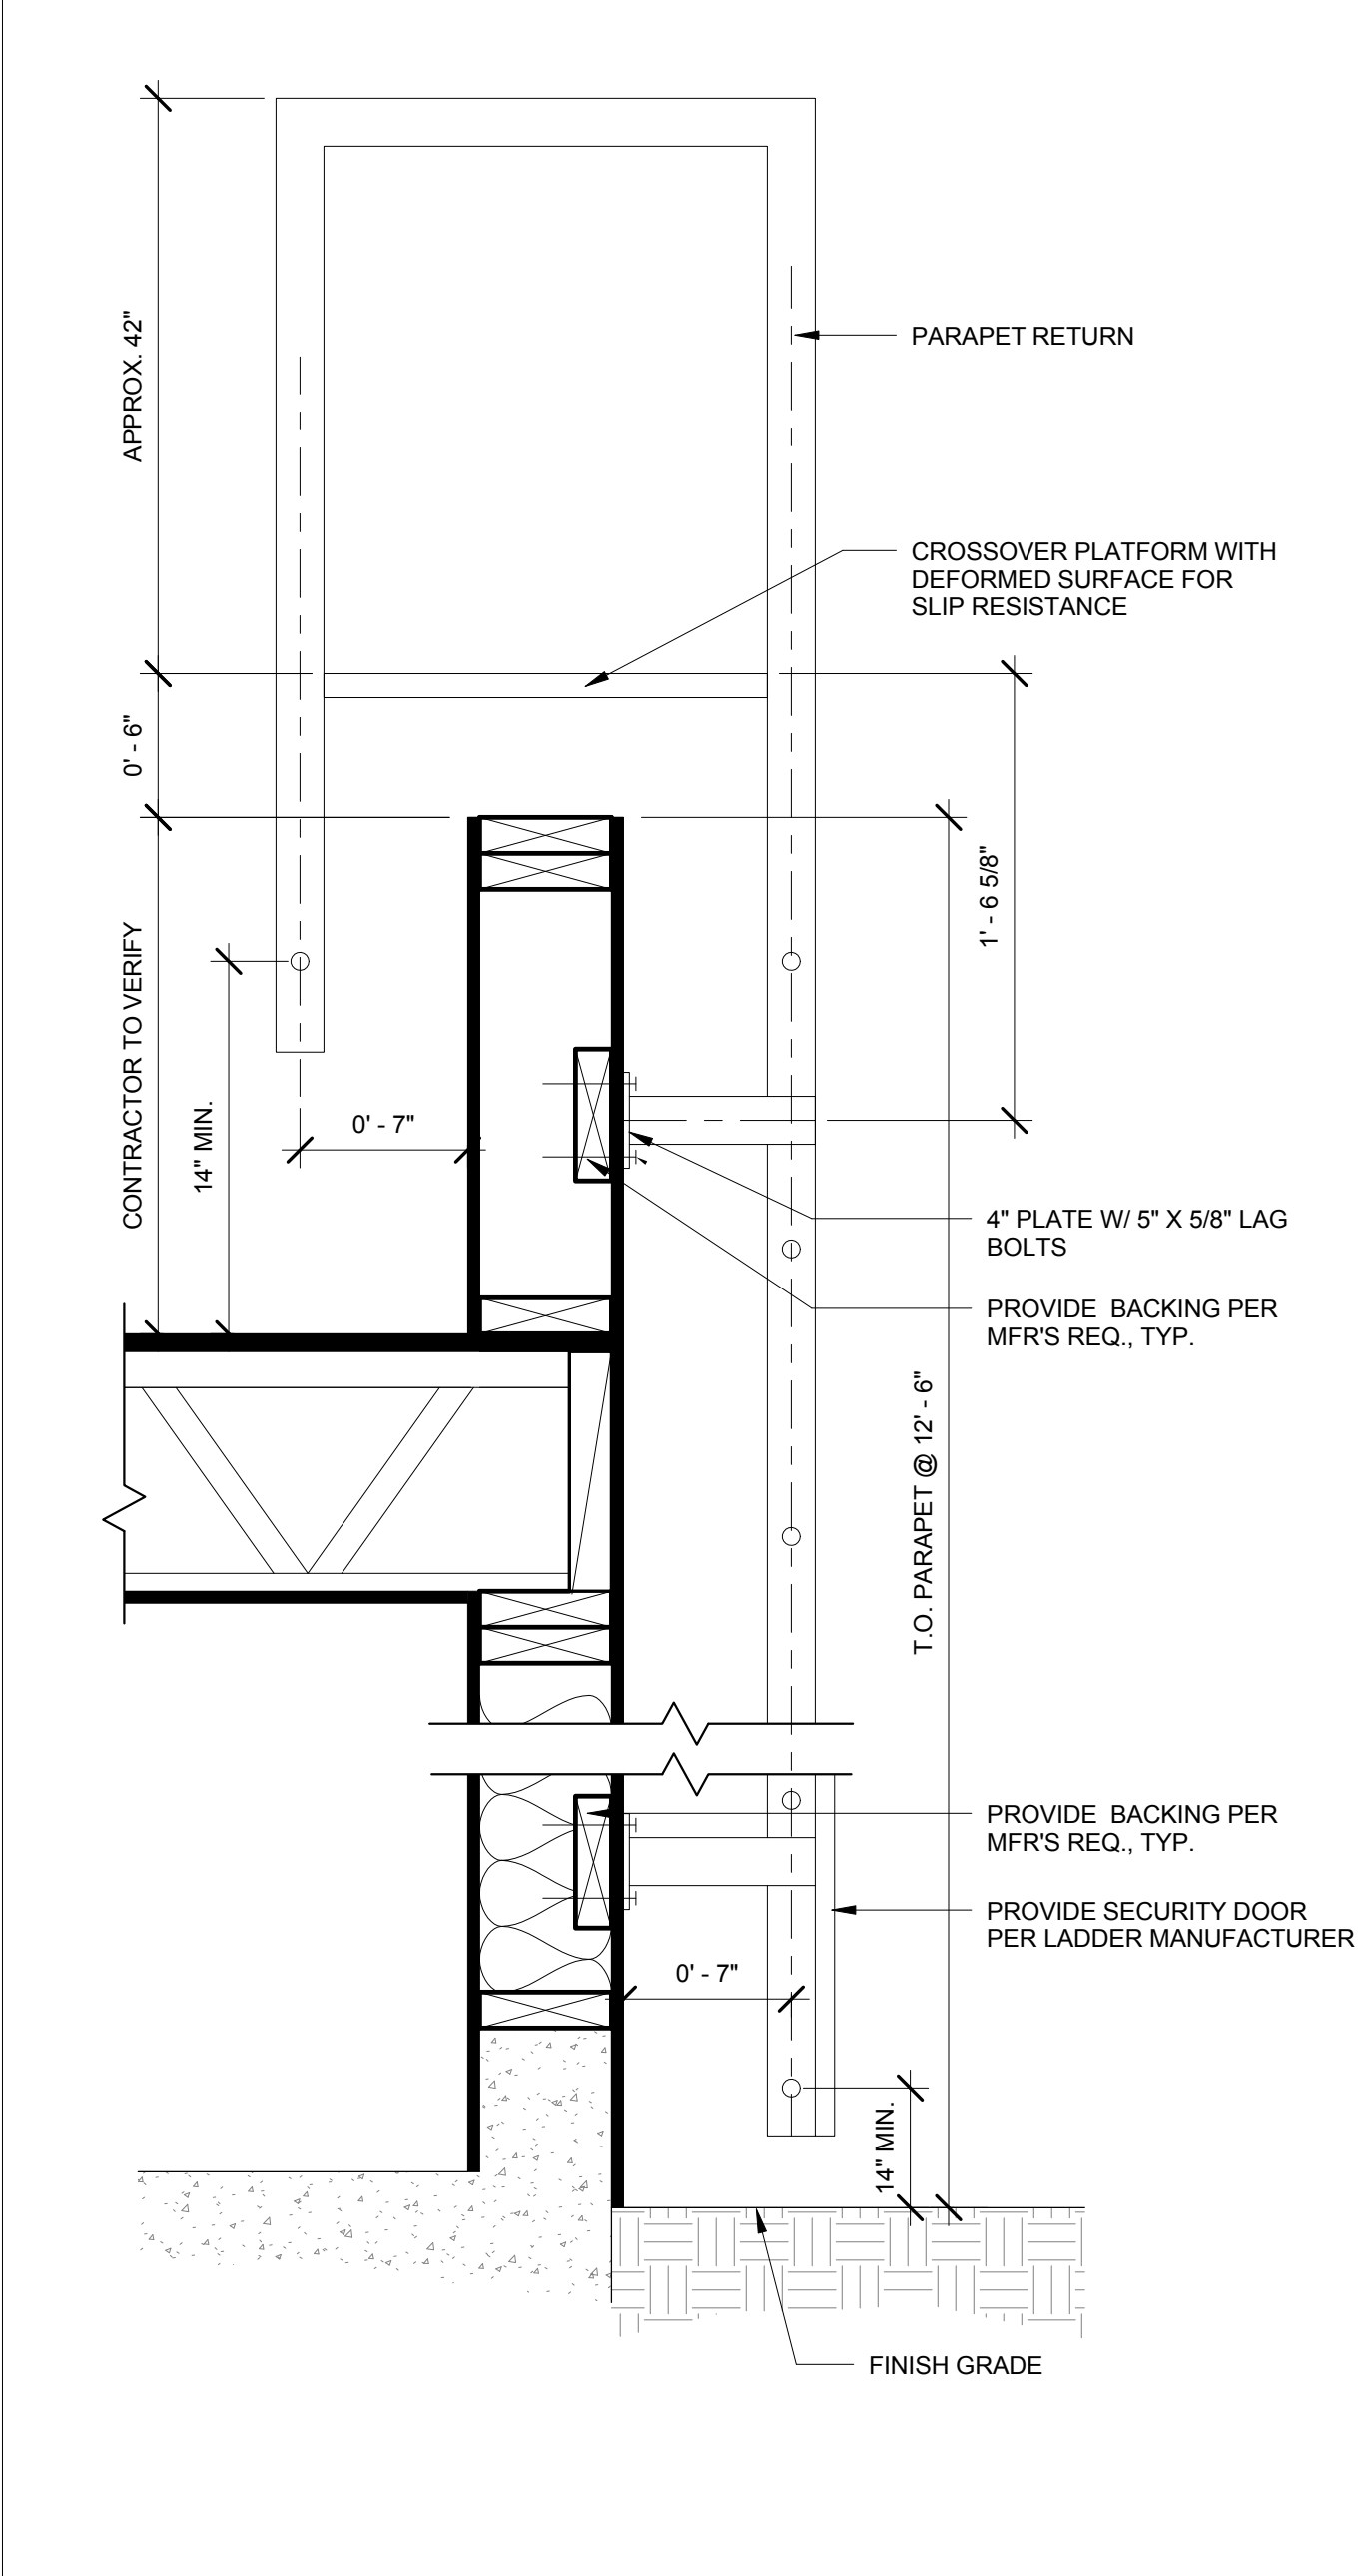 APPROX. 42"
PARAPET RETURN
CROSSOVER PLATFORM WITH
DEFORMED SURFACE FOR
SLIP RESISTANCE
0' - 6"
1' - 6 5/8"
CONTRACTOR TO VERIFY
14" MIN.
0' - 7"
4" PLATE W/ 5" X 5/8" LAG
BOLTS
PROVIDE  BACKING PER
MFR'S REQ., TYP.
T.O. PARAPET @ 12' - 6"
PROVIDE  BACKING PER
MFR'S REQ., TYP.
PROVIDE SECURITY DOOR
PER LADDER MANUFACTURER
0' - 7"
14" MIN.
FINISH GRADE